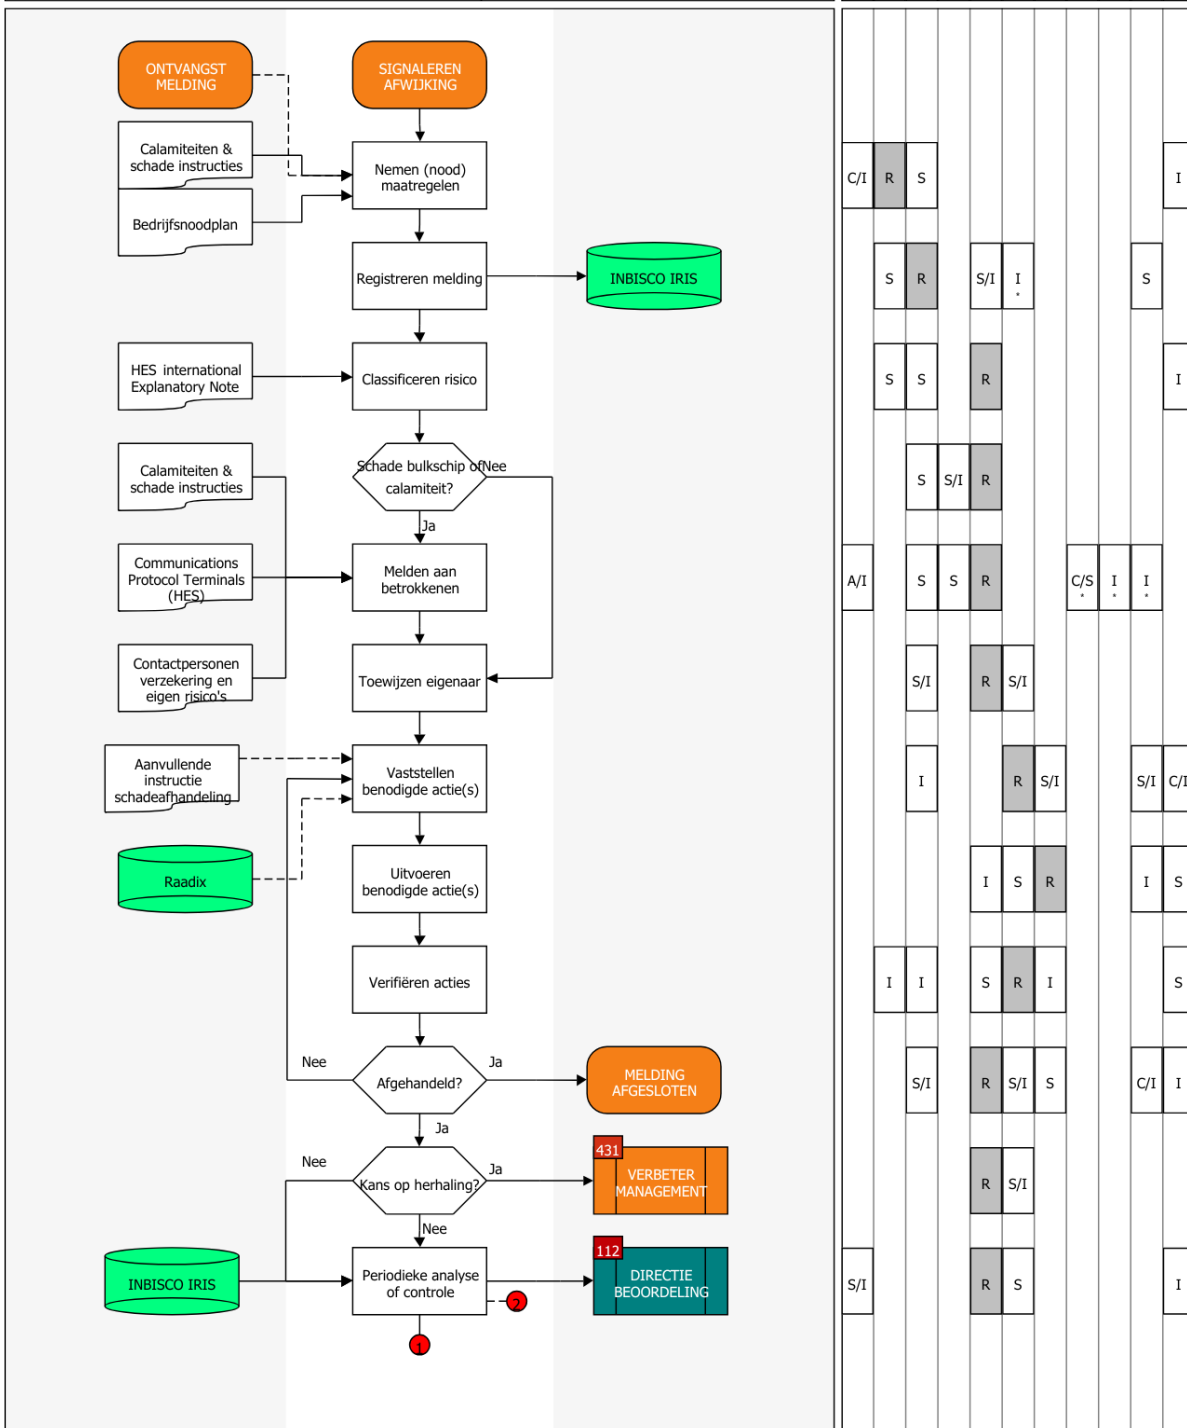 ONTVANGST
MELDING
SIGNALEREN
AFWIJKING
Calamiteiten &
schade instructies
Nemen (nood)
maatregelen
C/I R S I
Bedrijfsnoodplan
Registreren melding
INBISCO IRIS
S R S/I I S
*
HES international
Explanatory Note
Classificeren risico
S S R I
Calamiteiten &
schade instructies
Schade bulkschip of
calamiteit?
Nee
S S/I R
Ja
Communications
Protocol Terminals
(HES)
Melden aan
betrokkenen
A/I S S R C/S I I
* * *
Contactpersonen
verzekering en
eigen risico's
Toewijzen eigenaar
S/I R S/I
Aanvullende
instructie
schadeafhandeling
Vaststellen
benodigde actie(s)
I R S/I S/I C/I
Raadix
Uitvoeren
benodigde actie(s)
I S R I S
Verifiëren acties
I I S R I S
Nee
Afgehandeld?
Ja
MELDING
AFGESLOTEN
S/I R S/I S C/I I
Ja
Nee
Kans op herhaling?
Ja
431
VERBETER
MANAGEMENT
R S/I
Nee
INBISCO IRIS
Periodieke analyse
of controle
112
DIRECTIE
BEOORDELING
S/I R S I
2
1